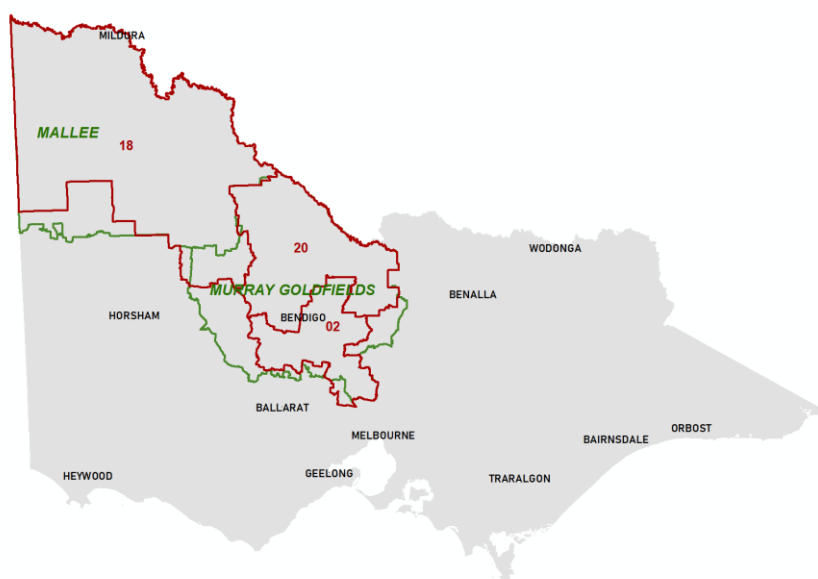 MILDURA
MALLEE
18
20
WODONGA
MURRAY GOLDFIELDS
BENALLA
HORSHAM
BENDIGO
02
BALLARAT
ORBOST
MELBOURNE
BAIRNSDALE
HEYWOOD
GEELONG
TRARALGON